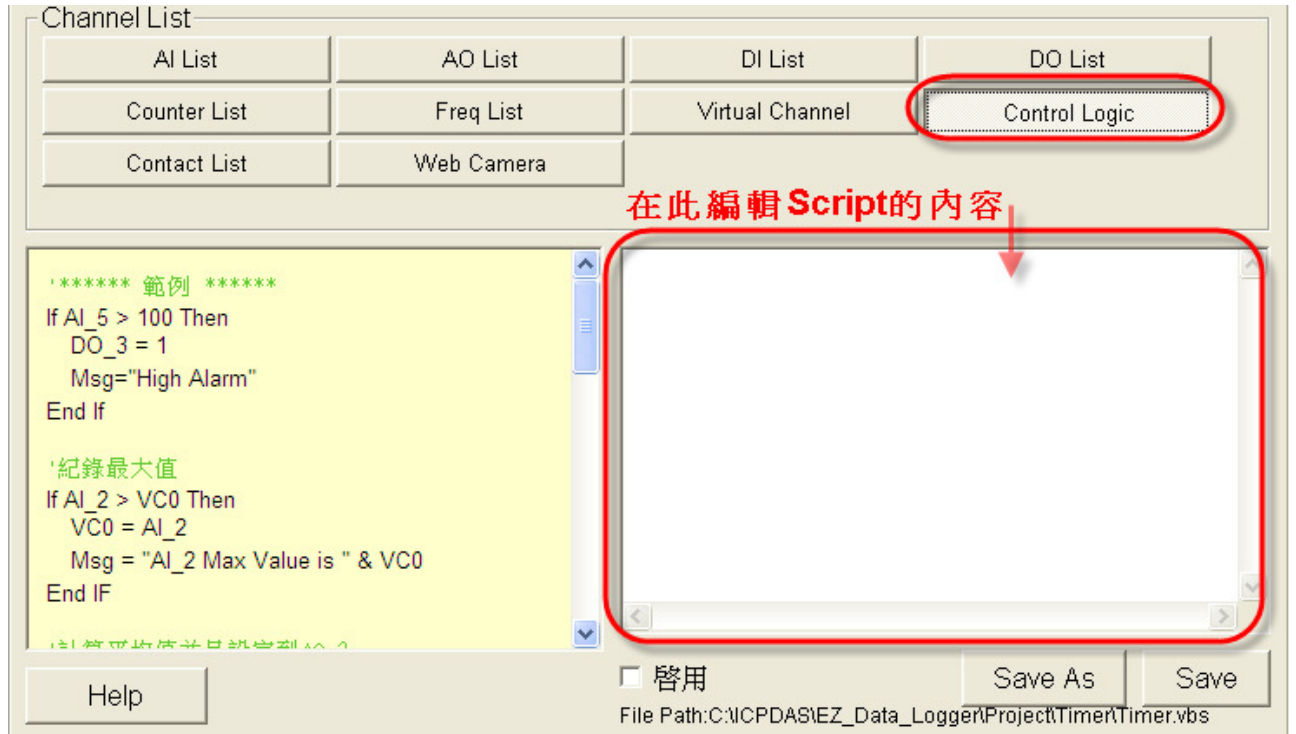 Channel List
AI List
AO List
DI List
DO List
Counter List
Freq List
Virtual Channel
Control Logic
Contact List
Web Camera
在此編輯Script的內容
'****** 範例 ******
If AI_5 > 100 Then
DO_3 = 1
Msg="High Alarm"
End If
'紀錄最大值
If AI_2 > VC0 Then
VC0 = AI_2
Msg = "AI_2 Max Value is " & VC0
End IF
Help
啓用
Save As
Save
File Path:C:\ICPDAS\EZ_Data_Logger\Project\Timer\Timer.vbs